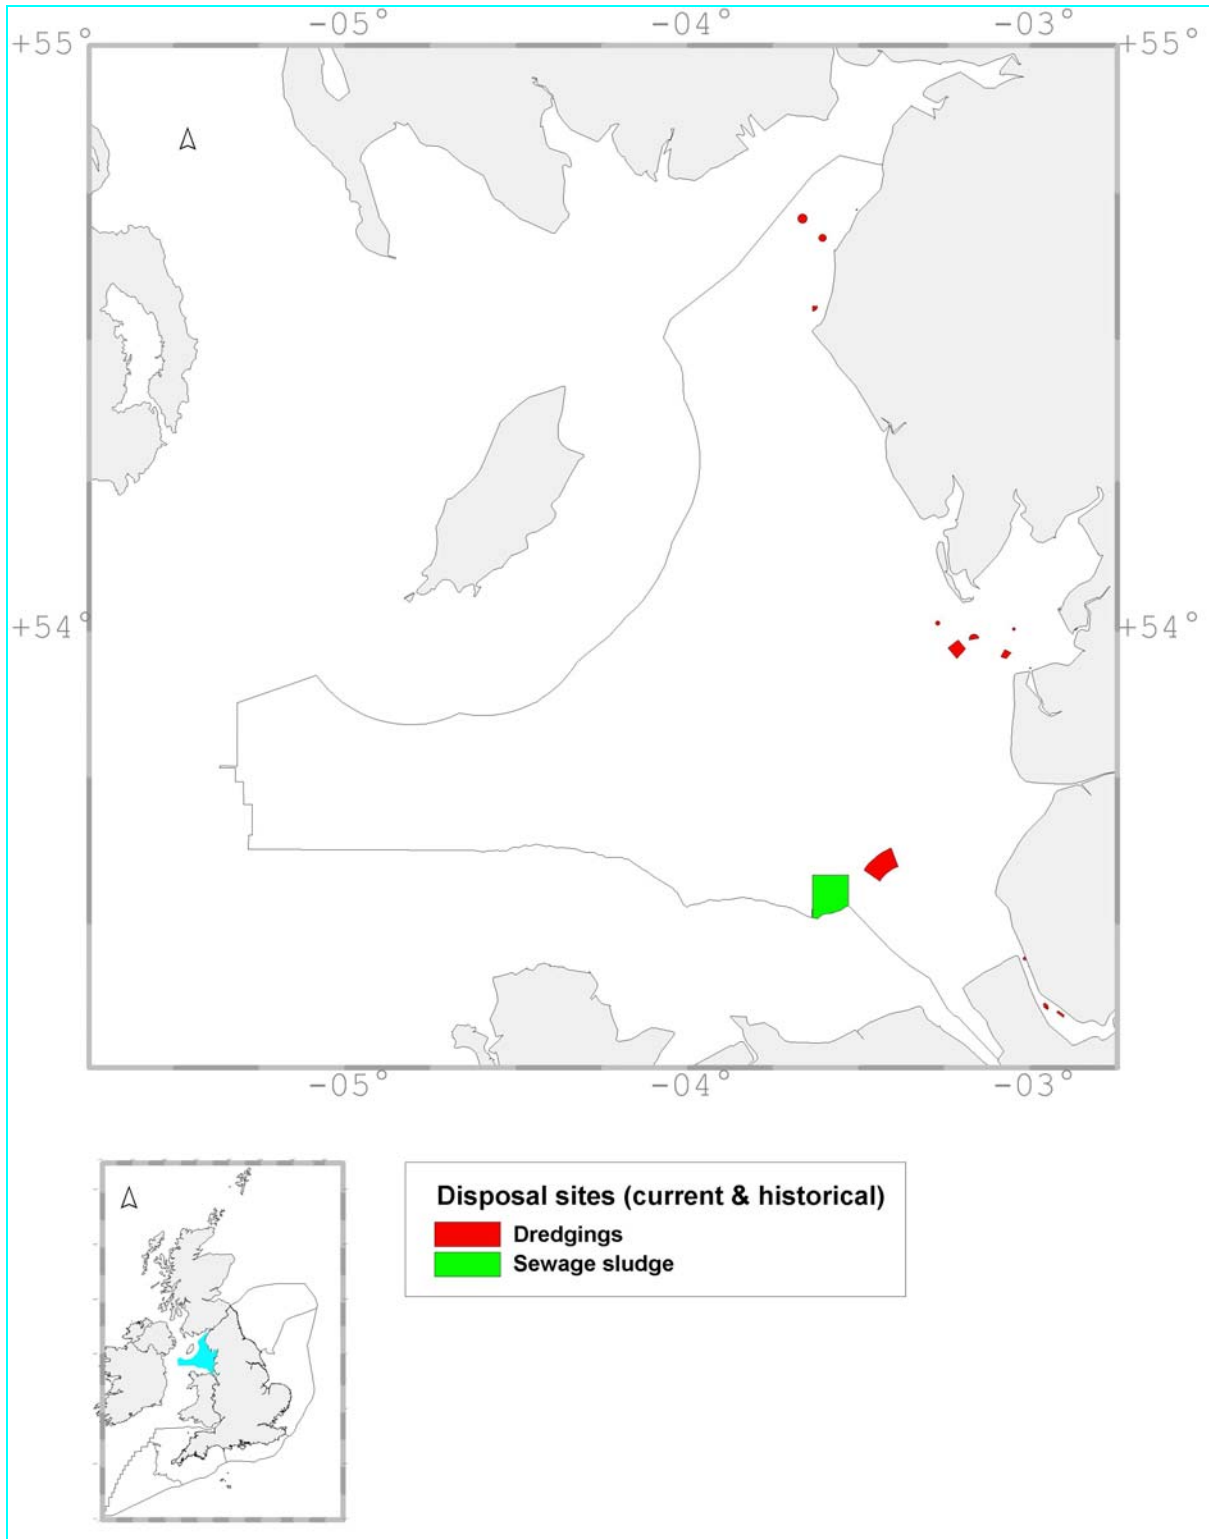 -05° -04° -03°
+55° +55°
+54° +54°
-05° -04° -03°
Disposal sites (current & historical)
Dredgings
Sewage sludge